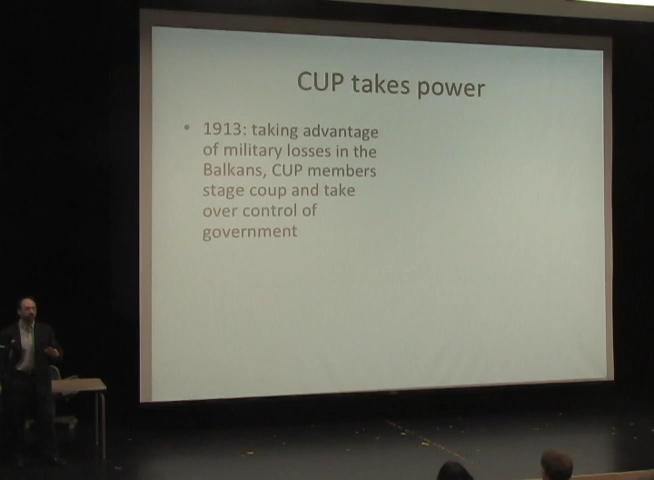 CUP takes power
• 1913: taking advantage
of military losses in the
Balkans, CUP members
stage coup and take
over control of
government